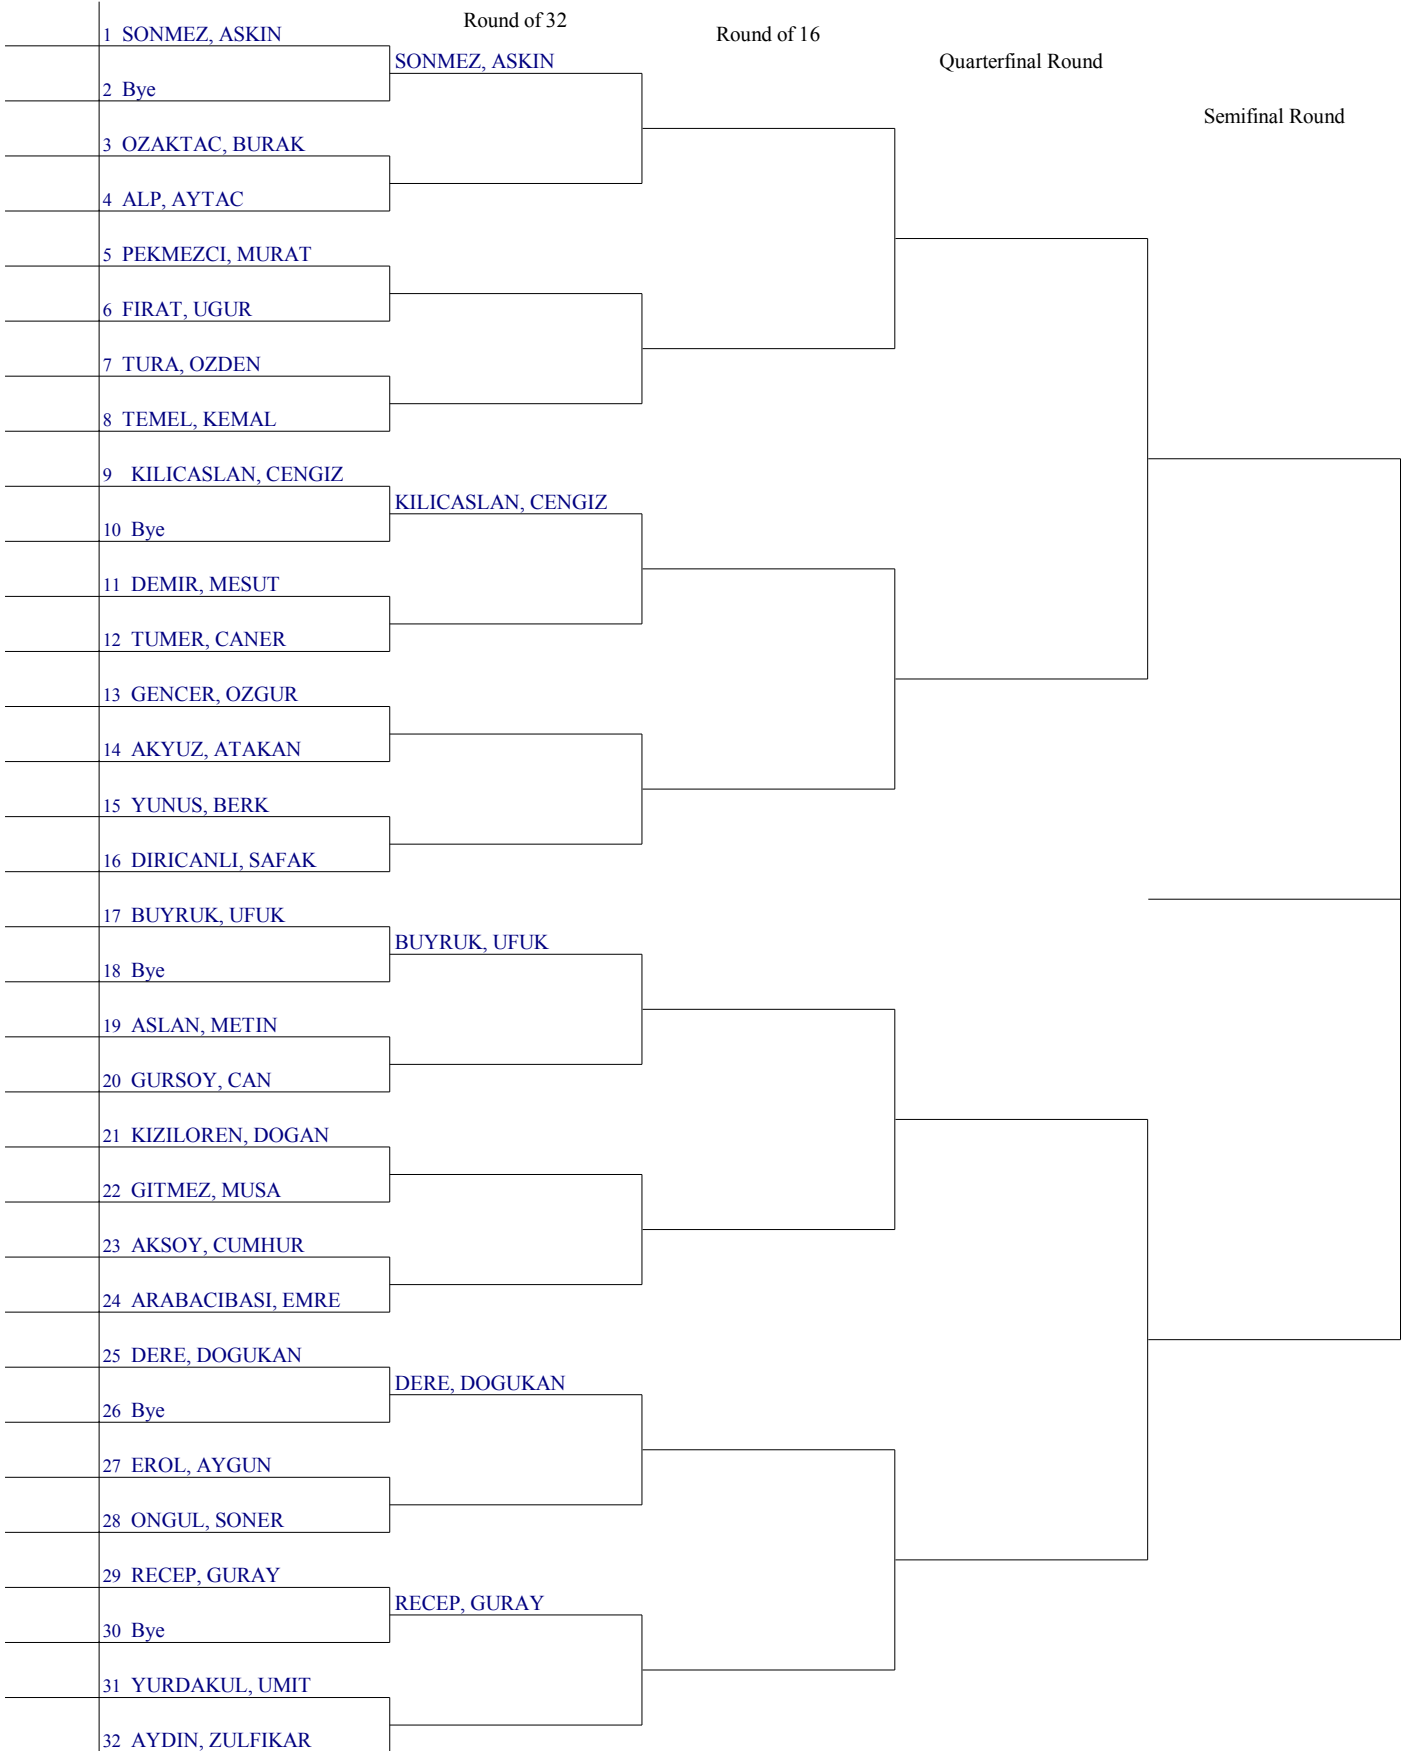 Round of 32
Round of 16
Quarterfinal Round
Semifinal Round
1 SONMEZ, ASKIN
SONMEZ, ASKIN
2 Bye
3 OZAKTAC, BURAK
4 ALP, AYTAC
5 PEKMEZCI, MURAT
6 FIRAT, UGUR
7 TURA, OZDEN
8 TEMEL, KEMAL
9 KILICASLAN, CENGIZ
KILICASLAN, CENGIZ
10 Bye
11 DEMIR, MESUT
12 TUMER, CANER
13 GENCER, OZGUR
14 AKYUZ, ATAKAN
15 YUNUS, BERK
16 DIRICANLI, SAFAK
17 BUYRUK, UFUK
BUYRUK, UFUK
18 Bye
19 ASLAN, METIN
20 GURSOY, CAN
21 KIZILOREN, DOGAN
22 GITMEZ, MUSA
23 AKSOY, CUMHUR
24 ARABACIBASI, EMRE
25 DERE, DOGUKAN
DERE, DOGUKAN
26 Bye
27 EROL, AYGUN
28 ONGUL, SONER
29 RECEP, GURAY
RECEP, GURAY
30 Bye
31 YURDAKUL, UMIT
32 AYDIN, ZULFIKAR